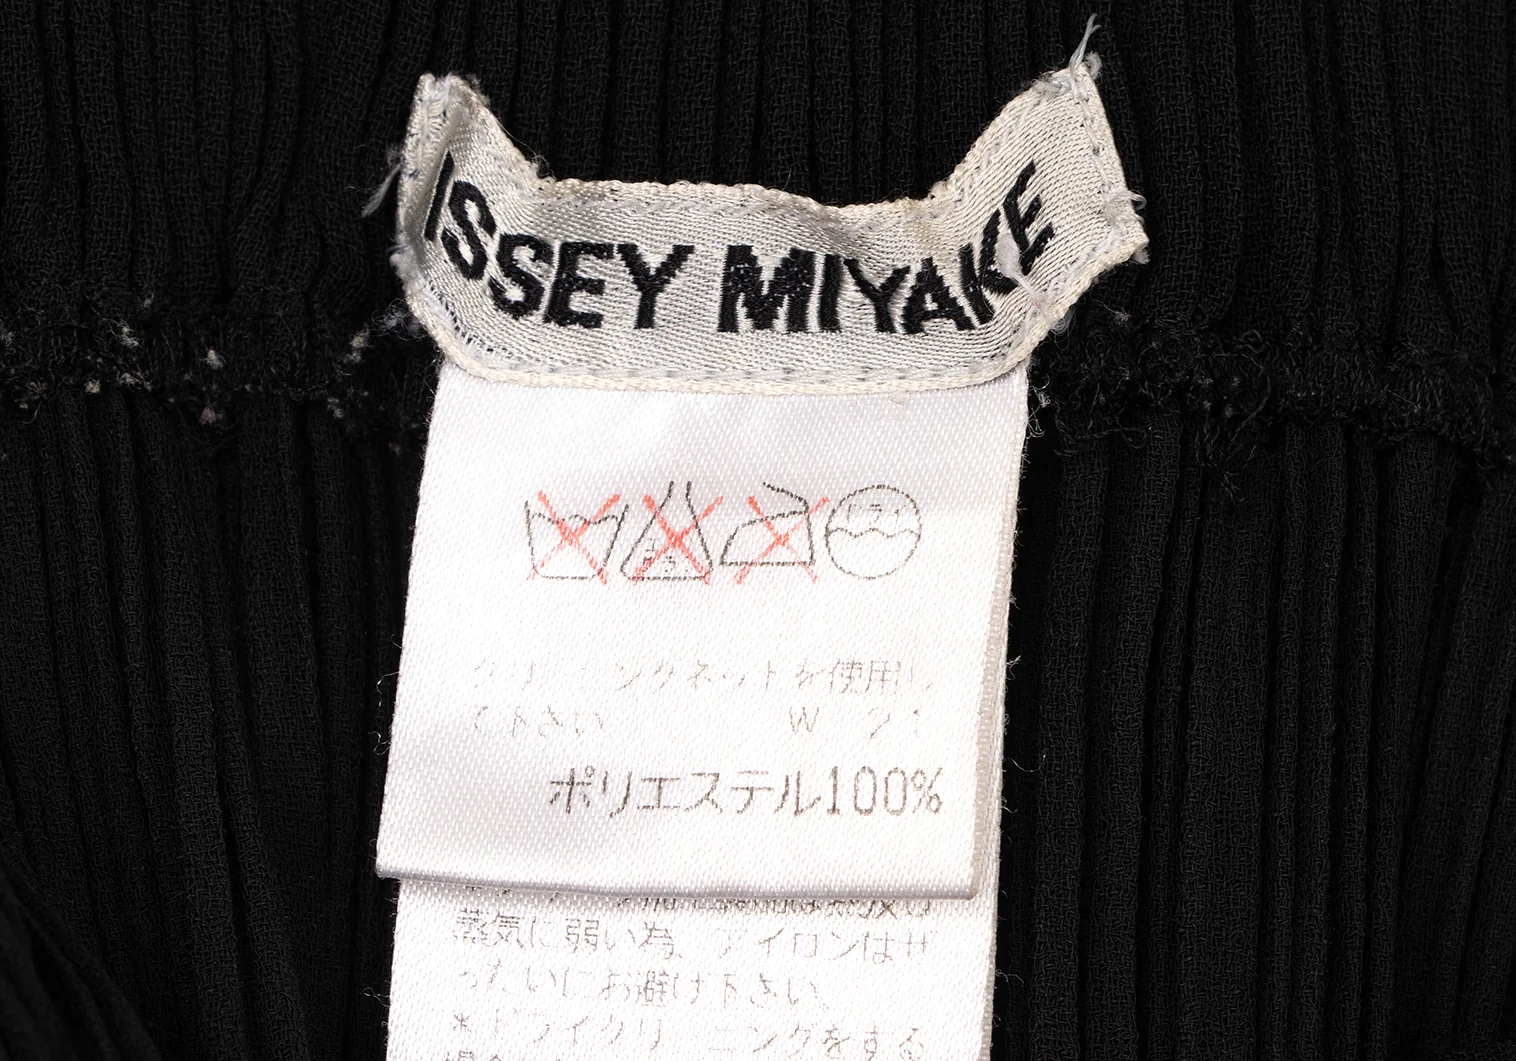 ISSEY MIYAKE
ドライ
クリーニングネットを使用し
て下さい W-21
ポリエステル100%
蒸気に弱い為、アイロンはぜ
ったいにお避け下さい。
*ドライクリーニングをする